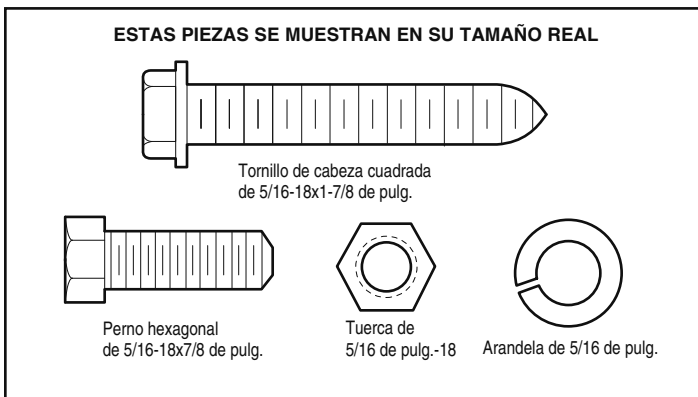 ESTAS PIEZAS SE MUESTRAN EN SU TAMAÑO REAL
Tornillo de cabeza cuadrada
de 5/16-18x1-7/8 de pulg.
Perno hexagonal
de 5/16-18x7/8 de pulg.
Tuerca de
5/16 de pulg.-18
Arandela de 5/16 de pulg.